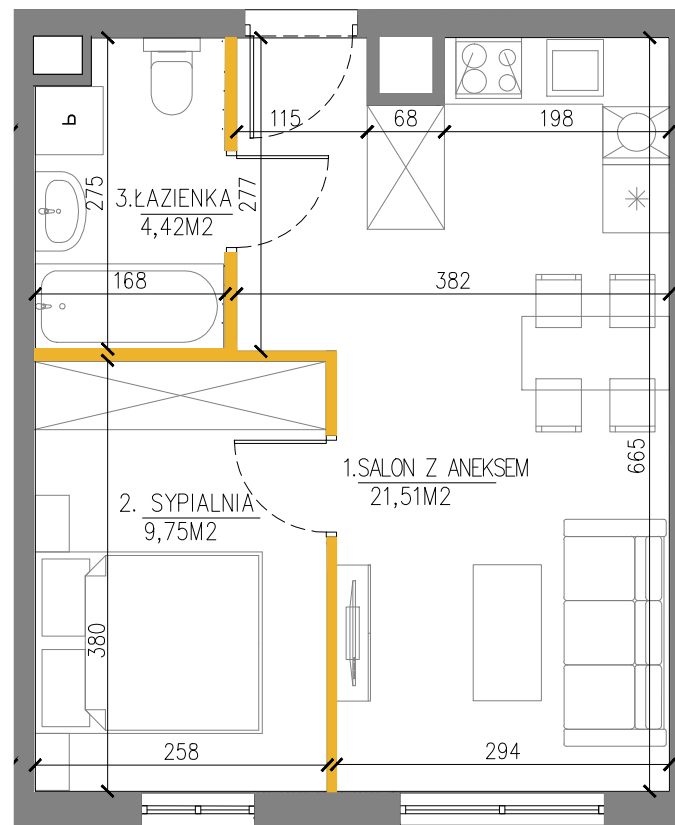 115
68
198
ь
275
3.ŁAZIENKA
4,42M2
277
168
382
1.SALON Z ANEKSEM
21,51M2
665
2. SYPIALNIA
9,75M2
380
258
294